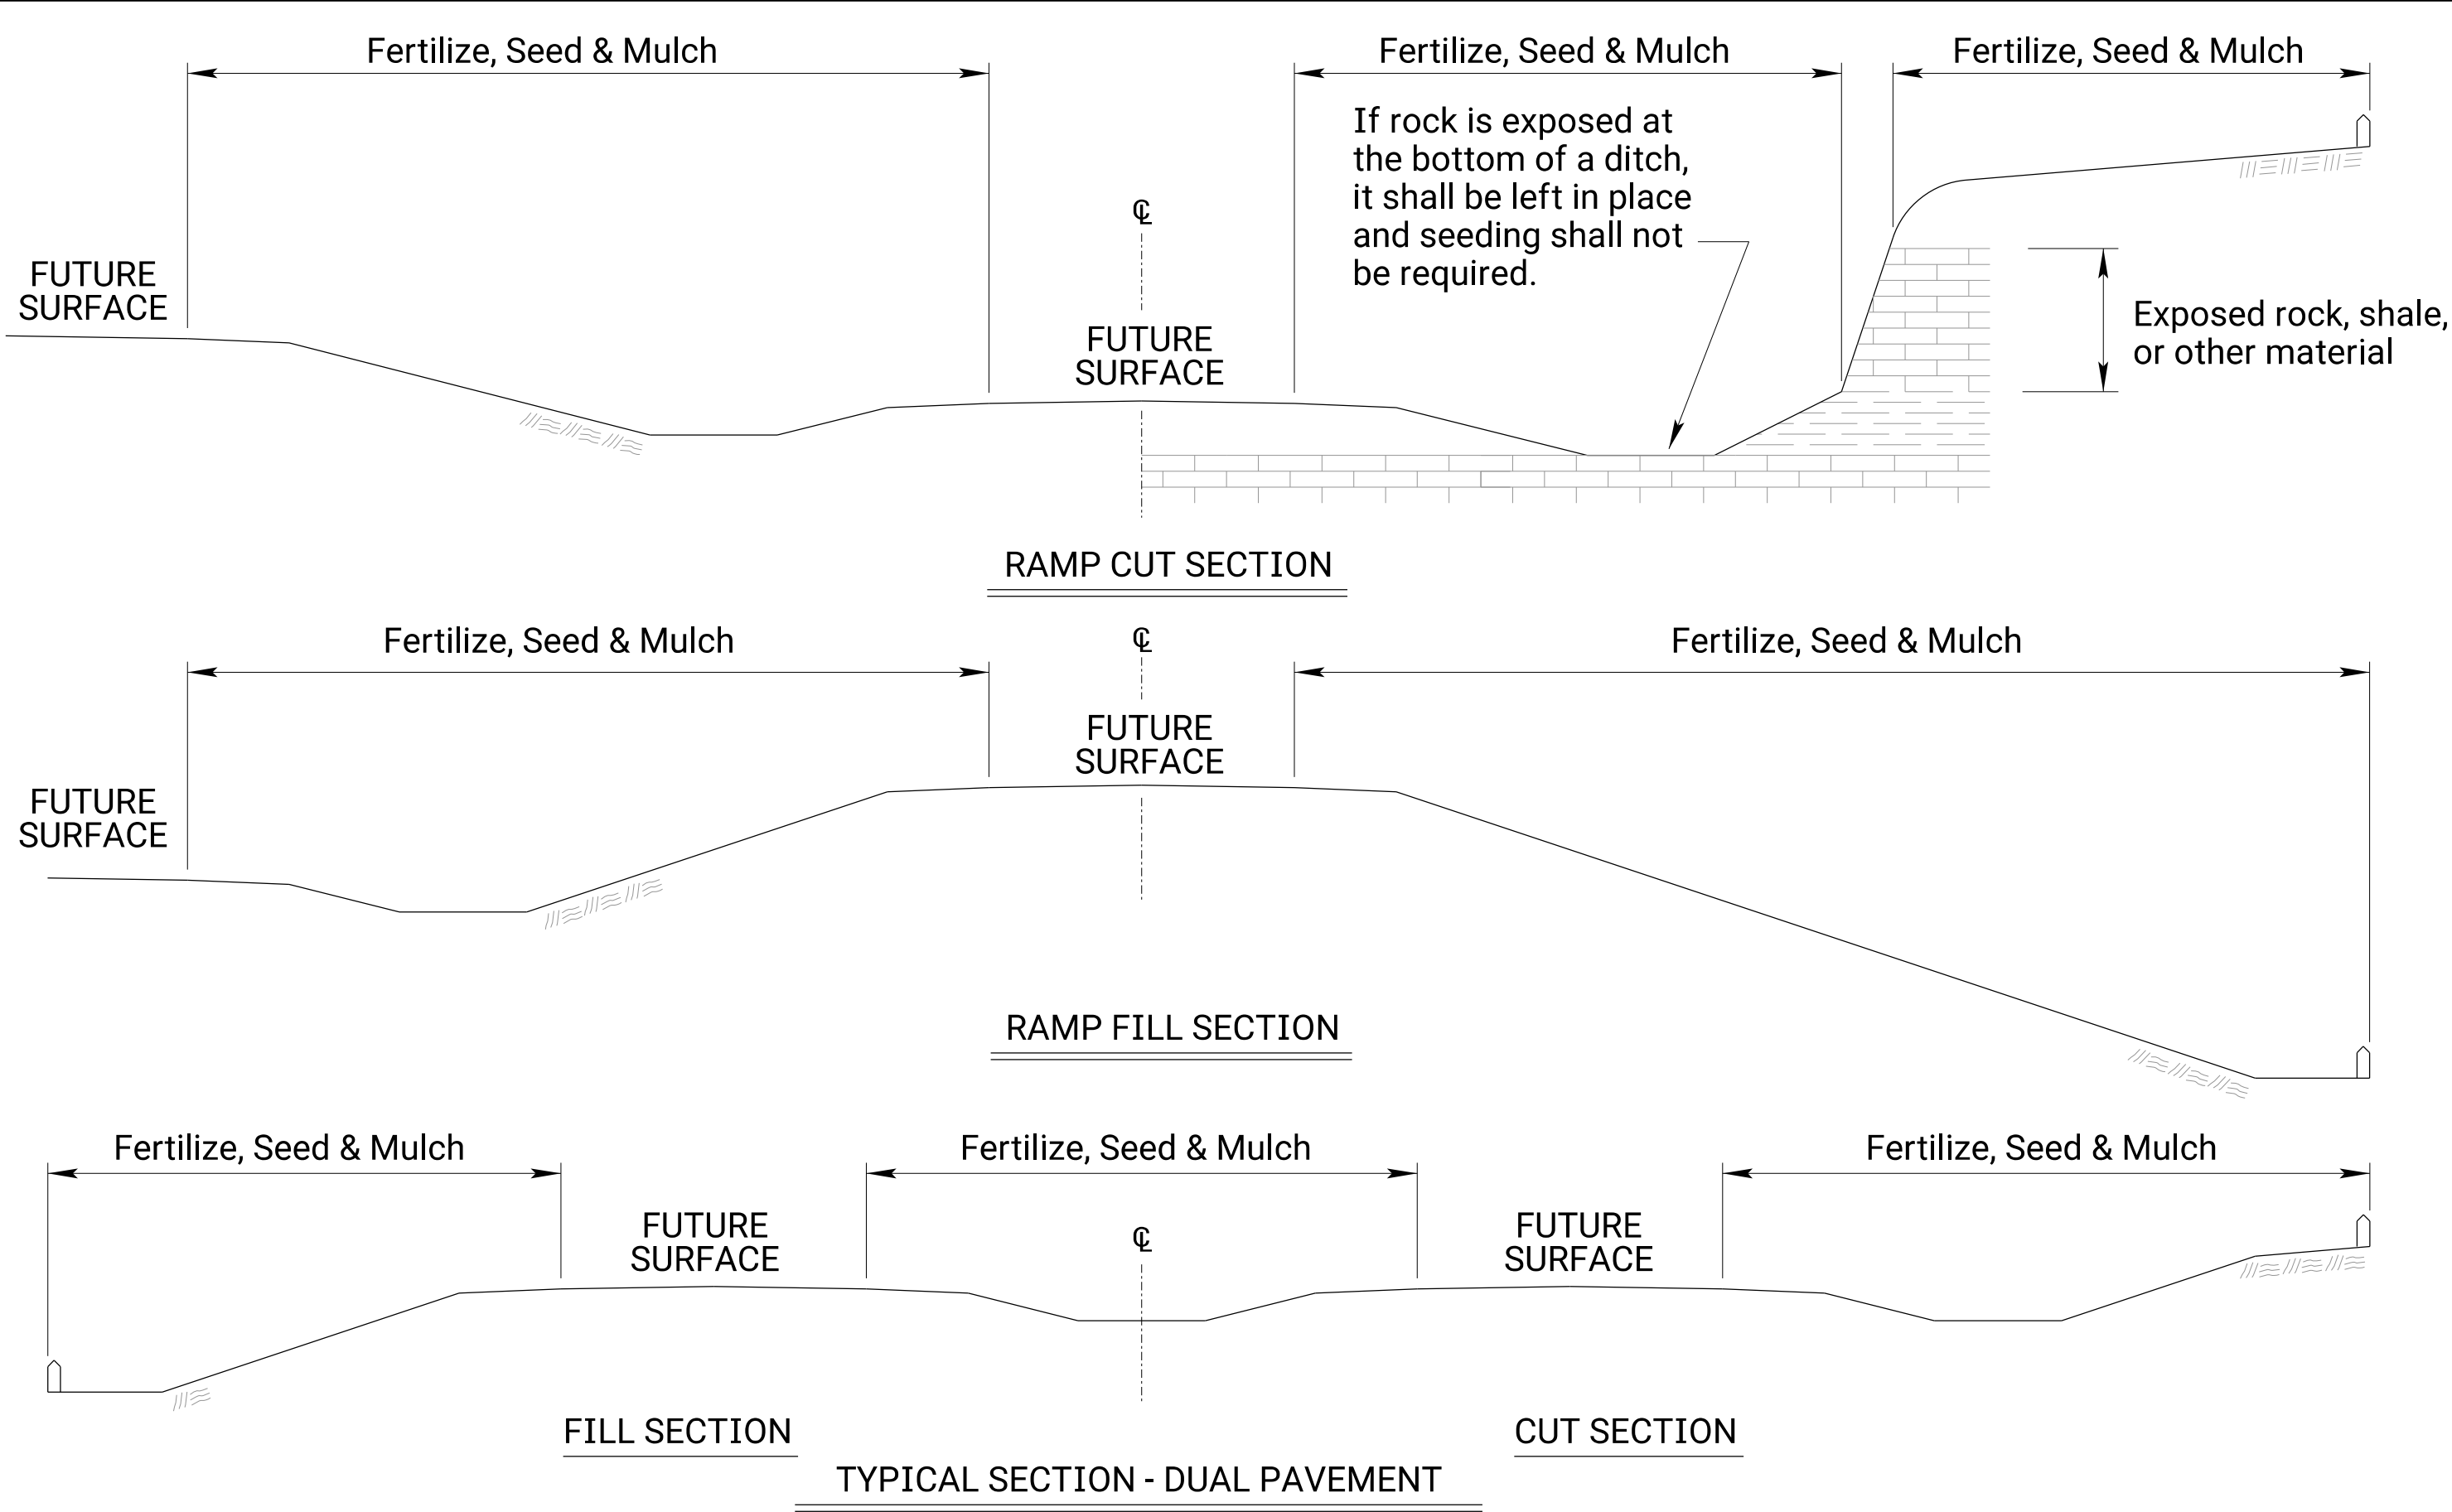 Fertilize, Seed & Mulch
Fertilize, Seed & Mulch
Fertilize, Seed & Mulch
If rock is exposed at
the bottom of a ditch,
it shall be left in place
and seeding shall not
be required.
℄
FUTURE
SURFACE
FUTURE
SURFACE
Exposed rock, shale,
or other material
RAMP CUT SECTION
Fertilize, Seed & Mulch
℄
Fertilize, Seed & Mulch
FUTURE
SURFACE
FUTURE
SURFACE
RAMP FILL SECTION
Fertilize, Seed & Mulch
Fertilize, Seed & Mulch
Fertilize, Seed & Mulch
FUTURE
SURFACE
℄
FUTURE
SURFACE
FILL SECTION
CUT SECTION
TYPICAL SECTION - DUAL PAVEMENT